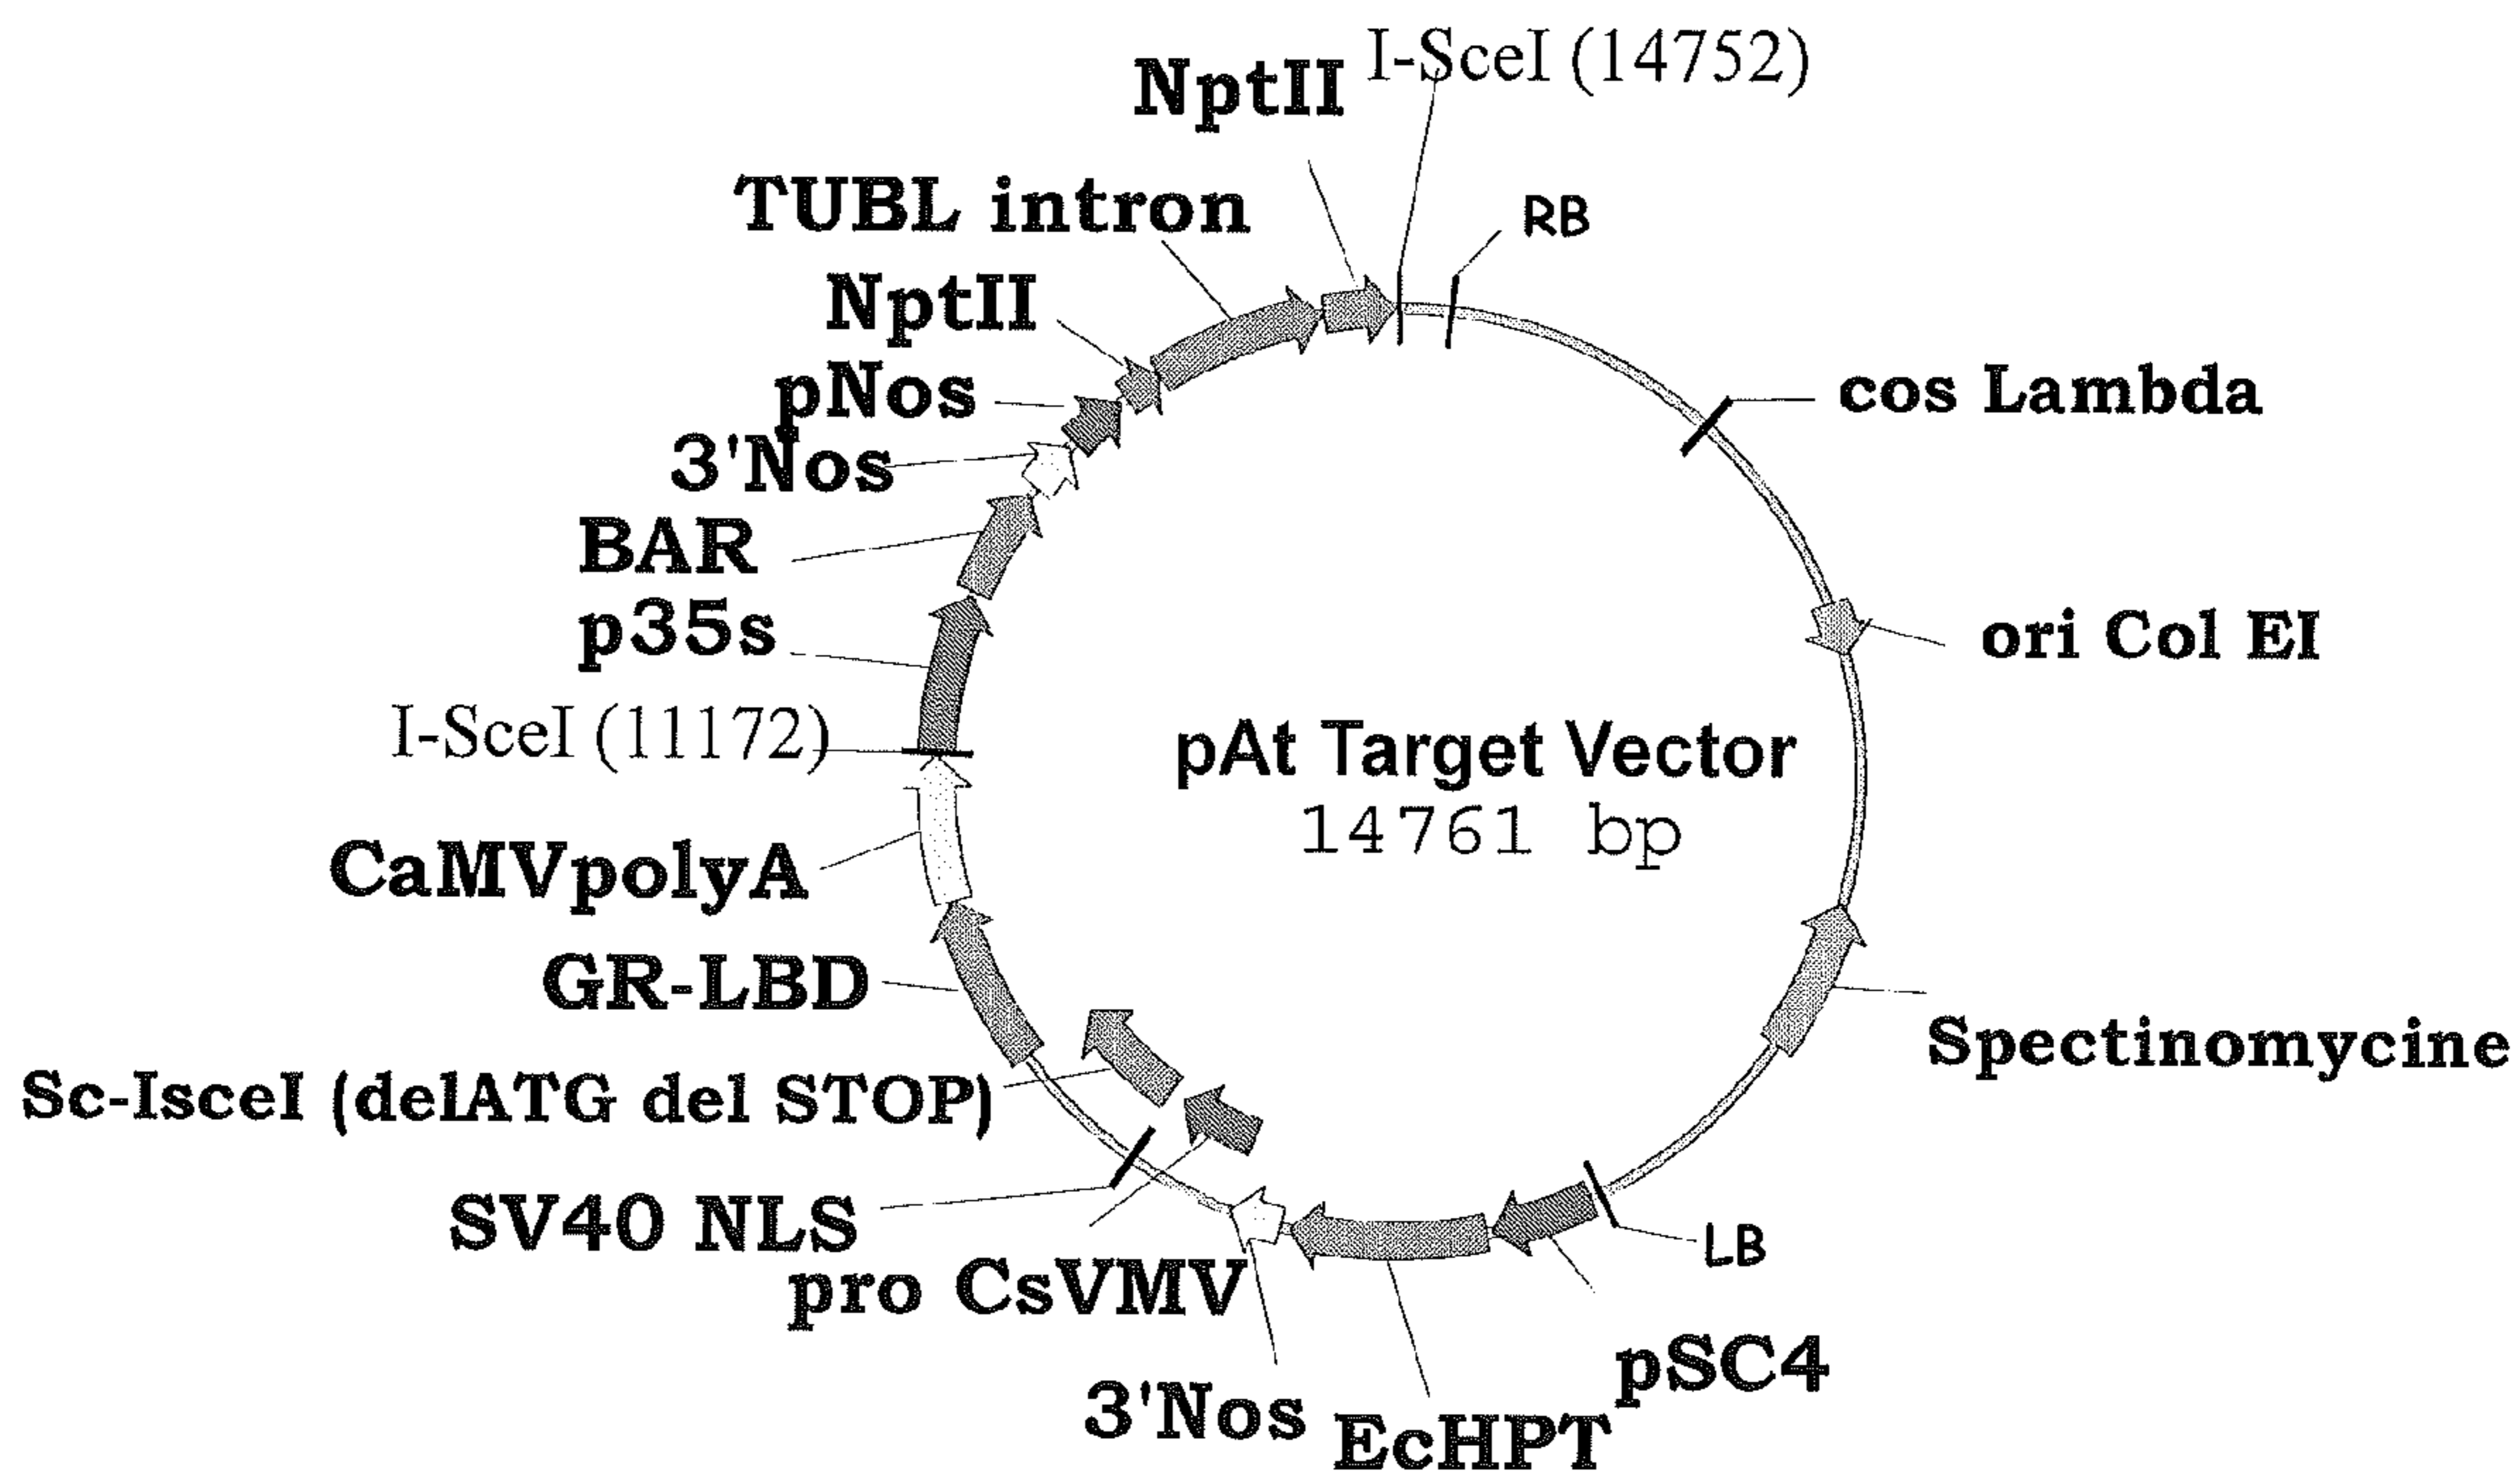 I-SceI (14752)
NptII
TUBL intron
RB
NptII
pNos
cos Lambda
3'Nos
BAR
p35s
ori Col EI
I-SceI (11172)
pAt Target Vector
14761 bp
CaMVpolyA
GR-LBD
Spectinomycine
Sc-IsceI (delATG del STOP)
SV40 NLS
LB
pro CsVMV
pSC4
3'Nos
EcHPT